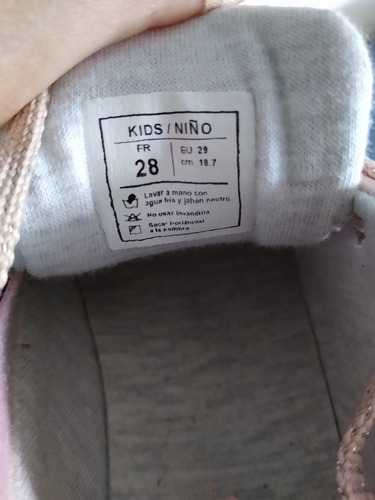 KIDS / NIÑO
FR
28
EU 29
cm 18.7
Lavar a mano con
agua fría y jabon neutro
No usar lavandina
Secar horizontal
a la sombra